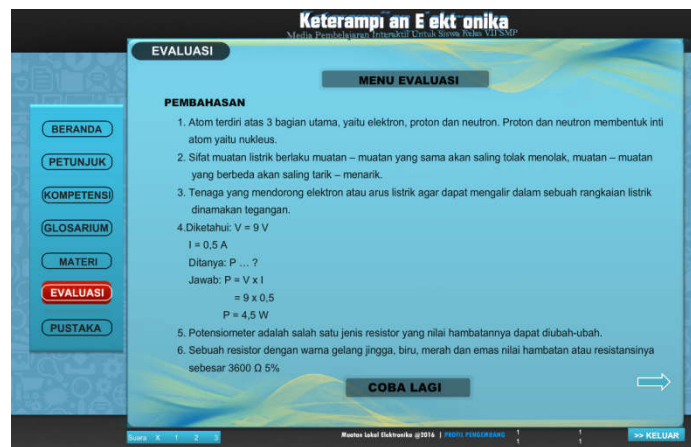 Keterampi an E ekt onika
Media Pembelajaran Interaktif Untuk Siswa Kelas VII SMP
EVALUASI
MENU EVALUASI
PEMBAHASAN
1. Atom terdiri atas 3 bagian utama, yaitu elektron, proton dan neutron. Proton dan neutron membentuk inti
atom yaitu nukleus.
2. Sifat muatan listrik berlaku muatan – muatan yang sama akan saling tolak menolak, muatan – muatan
yang berbeda akan saling tarik – menarik.
3. Tenaga yang mendorong elektron atau arus listrik agar dapat mengalir dalam sebuah rangkaian listrik
dinamakan tegangan.
4.Diketahui: V = 9 V
I = 0,5 A
Ditanya: P ... ?
Jawab: P = V x I
= 9 x 0,5
P = 4,5 W
5. Potensiometer adalah salah satu jenis resistor yang nilai hambatannya dapat diubah-ubah.
6. Sebuah resistor dengan warna gelang jingga, biru, merah dan emas nilai hambatan atau resistansinya
sebesar 3600 Ω 5%
COBA LAGI
BERANDA
PETUNJUK
KOMPETENSI
GLOSARIUM
MATERI
EVALUASI
PUSTAKA
Suara X 1 2 3
Muatan Lokal Elektronika @2016 | PROFIL PENGEMBANG
1 1
1 1
>> KELUAR